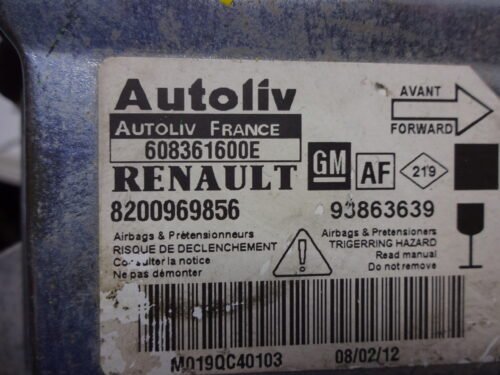 Autoliv
AUTOLIV FRANCE
608361600E
AVANT
FORWARD
RENAULT GM AF 219
8200969856 93863639
Airbags & Prétensionneurs
RISQUE DE DECLENCHEMENT
Consulter la notice
Ne pas démonter
Airbags & Pretensioners
TRIGERRING HAZARD
Read manual
Do not remove
M019QC40103 08/02/12